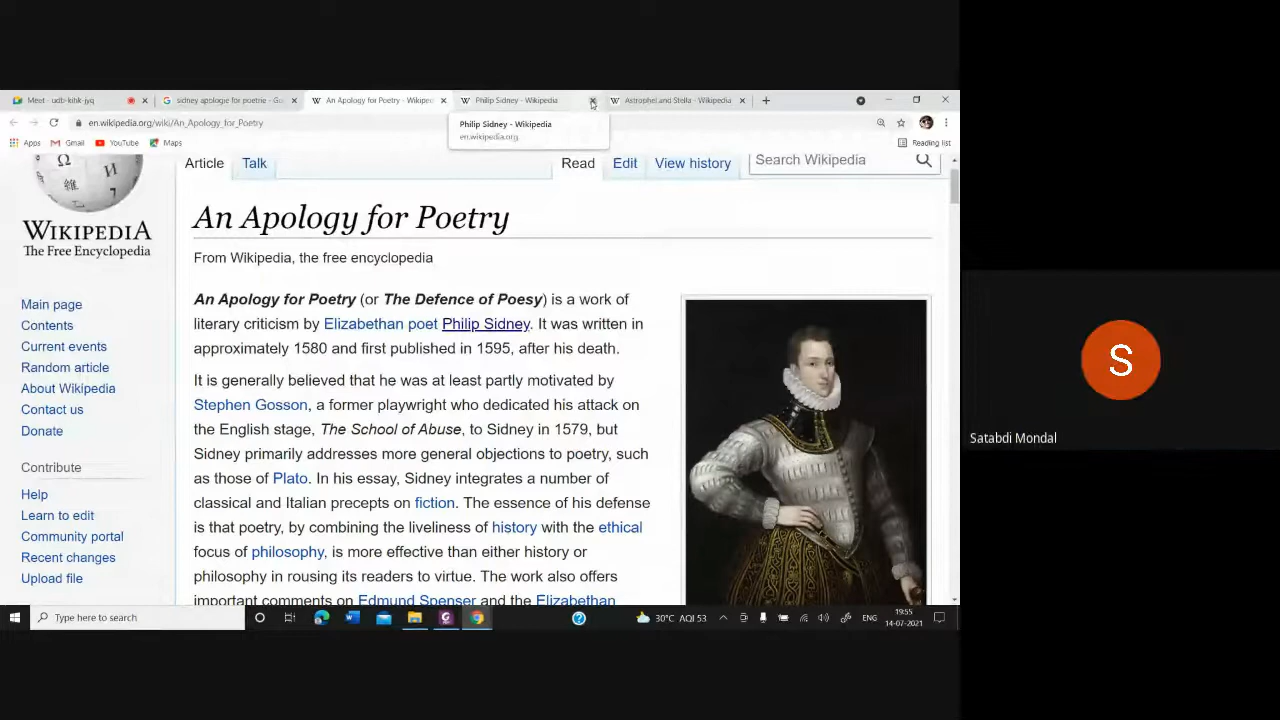 Meet - udb-kihk-jyq
sidney apologie for poetrie - Go
An Apology for Poetry - Wikiped
Philip Sidney - Wikipedia
Astrophel and Stella - Wikipedia
en.wikipedia.org/wiki/An_Apology_for_Poetry
Philip Sidney - Wikipedia
en.wikipedia.org
Apps
Gmail
YouTube
Maps
Reading list
Article
Talk
Read
Edit
View history
Search Wikipedia
WIKIPEDIA
The Free Encyclopedia
Main page
Contents
Current events
Random article
About Wikipedia
Contact us
Donate
Contribute
Help
Learn to edit
Community portal
Recent changes
Upload file
An Apology for Poetry
From Wikipedia, the free encyclopedia
An Apology for Poetry (or The Defence of Poesy) is a work of
literary criticism by Elizabethan poet Philip Sidney. It was written in
approximately 1580 and first published in 1595, after his death.
It is generally believed that he was at least partly motivated by
Stephen Gosson, a former playwright who dedicated his attack on
the English stage, The School of Abuse, to Sidney in 1579, but
Sidney primarily addresses more general objections to poetry, such
as those of Plato. In his essay, Sidney integrates a number of
classical and Italian precepts on fiction. The essence of his defense
is that poetry, by combining the liveliness of history with the ethical
focus of philosophy, is more effective than either history or
philosophy in rousing its readers to virtue. The work also offers
important comments on Edmund Spenser and the Elizabethan
S
Satabdi Mondal
Type here to search
30°C AQI 53
ENG
19:55
14-07-2021